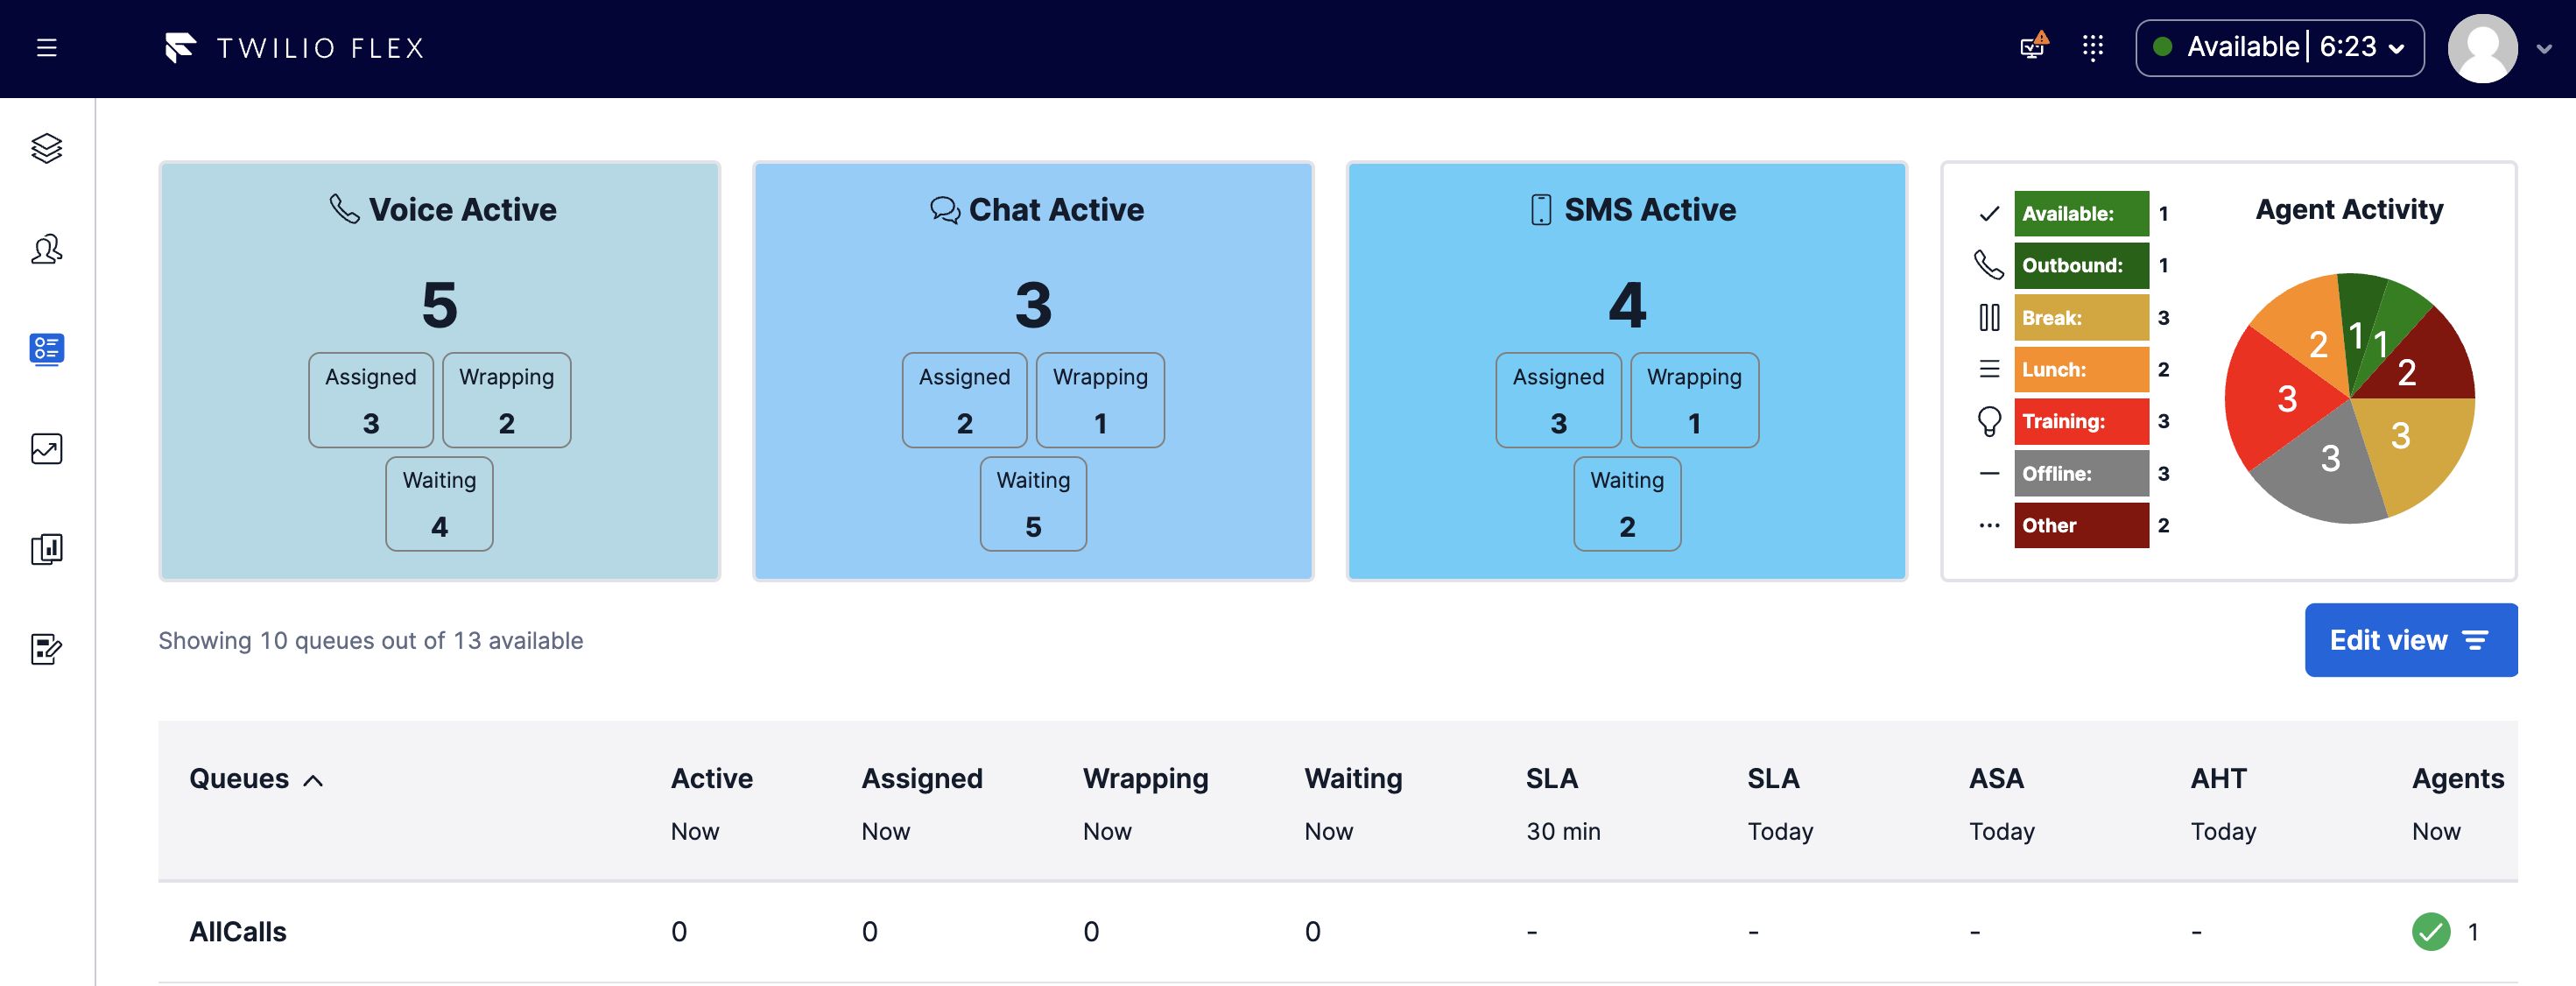 TWILIO FLEX
Available | 6:23
Voice Active
5
Assigned Wrapping
3 2
Waiting
4
Chat Active
3
Assigned Wrapping
2 1
Waiting
5
SMS Active
4
Assigned Wrapping
3 1
Waiting
2
Agent Activity
Available: 1
Outbound: 1
Break: 3
Lunch: 2
Training: 3
Offline: 3
Other 2
1
1
2
3
3
3
2
Showing 10 queues out of 13 available
Edit view
Queues Active Assigned Wrapping Waiting SLA SLA ASA AHT Agents
Now Now Now Now 30 min Today Today Today Now
AllCalls 0 0 0 0 - - - - 1